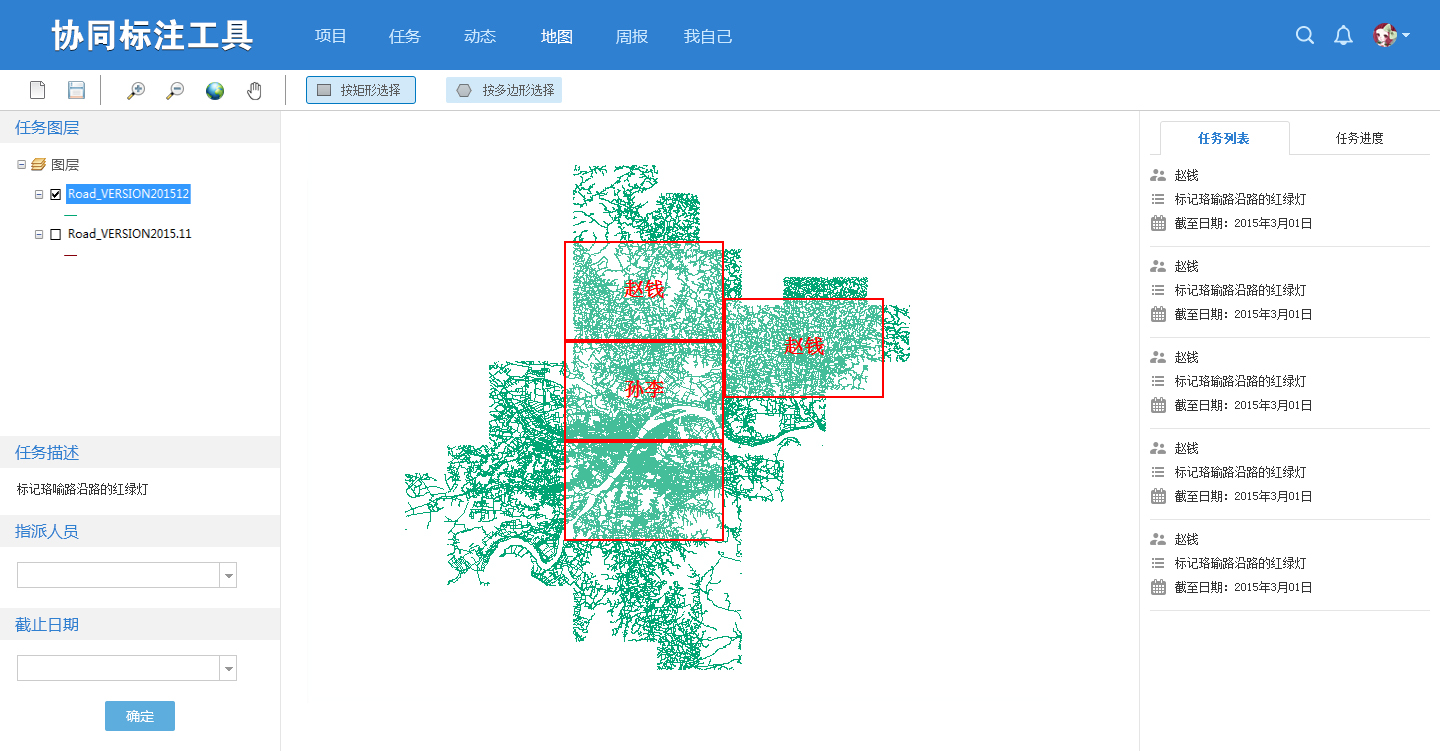 协同标注工具
项目 任务 动态 地图 周报 我自己
按矩形选择 按多边形选择
任务图层
图层
Road_VERSION201512
Road_VERSION2015.11
任务描述
标记珞喻路沿路的红绿灯
指派人员
截止日期
确定
赵钱
赵钱
孙李
任务列表 任务进度
赵钱
标记珞瑜路沿路的红绿灯
截至日期：2015年3月01日
赵钱
标记珞瑜路沿路的红绿灯
截至日期：2015年3月01日
赵钱
标记珞瑜路沿路的红绿灯
截至日期：2015年3月01日
赵钱
标记珞瑜路沿路的红绿灯
截至日期：2015年3月01日
赵钱
标记珞瑜路沿路的红绿灯
截至日期：2015年3月01日